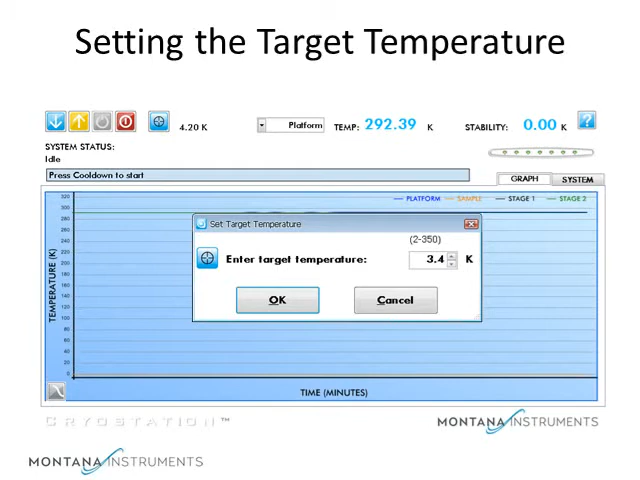 Setting the Target Temperature
4.20 K
Platform
TEMP: 292.39 K
STABILITY: 0.00 K
?
SYSTEM STATUS:
Idle
Press Cooldown to start
GRAPH
SYSTEM
PLATFORM
SAMPLE
STAGE 1
STAGE 2
TEMPERATURE (K)
320
300
280
260
240
220
200
180
160
140
120
100
80
60
40
20
0
Set Target Temperature
(2-350)
Enter target temperature: 3.4 K
OK
Cancel
TIME (MINUTES)
CRYOSTATION™
MONTANA INSTRUMENTS
MONTANA INSTRUMENTS